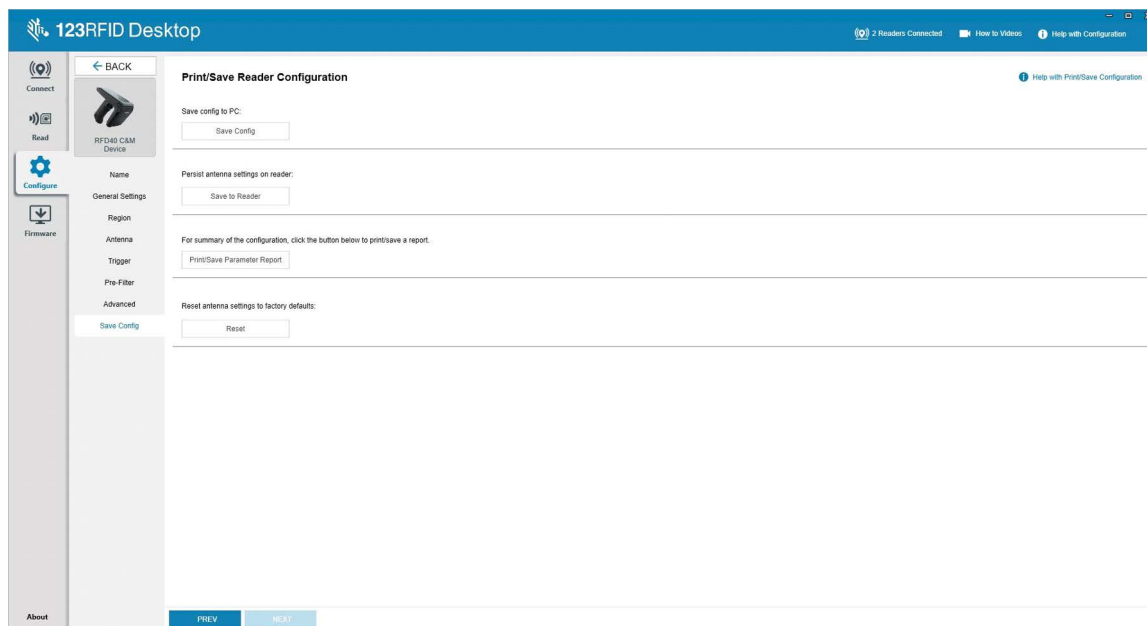 123RFID Desktop
2 Readers Connected
How to Videos
Help with Configuration
Connect
Read
Configure
Firmware
About
BACK
RFD40 C&M
Device
Name
General Settings
Region
Antenna
Trigger
Pre-Filter
Advanced
Save Config
Print/Save Reader Configuration
Help with Print/Save Configuration
Save config to PC:
Save Config
Persist antenna settings on reader:
Save to Reader
For summary of the configuration, click the button below to print/save a report.
Print/Save Parameter Report
Reset antenna settings to factory defaults:
Reset
PREV
NEXT